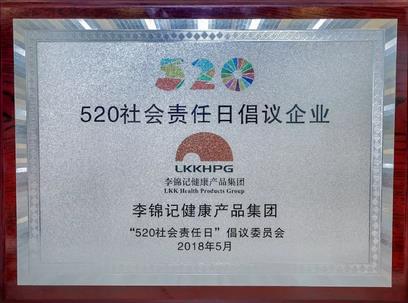 520
520社会责任日倡议企业
LKKHPG
李锦记健康产品集团
LKK Health Products Group
李锦记健康产品集团
“520社会责任日”倡议委员会
2018年5月